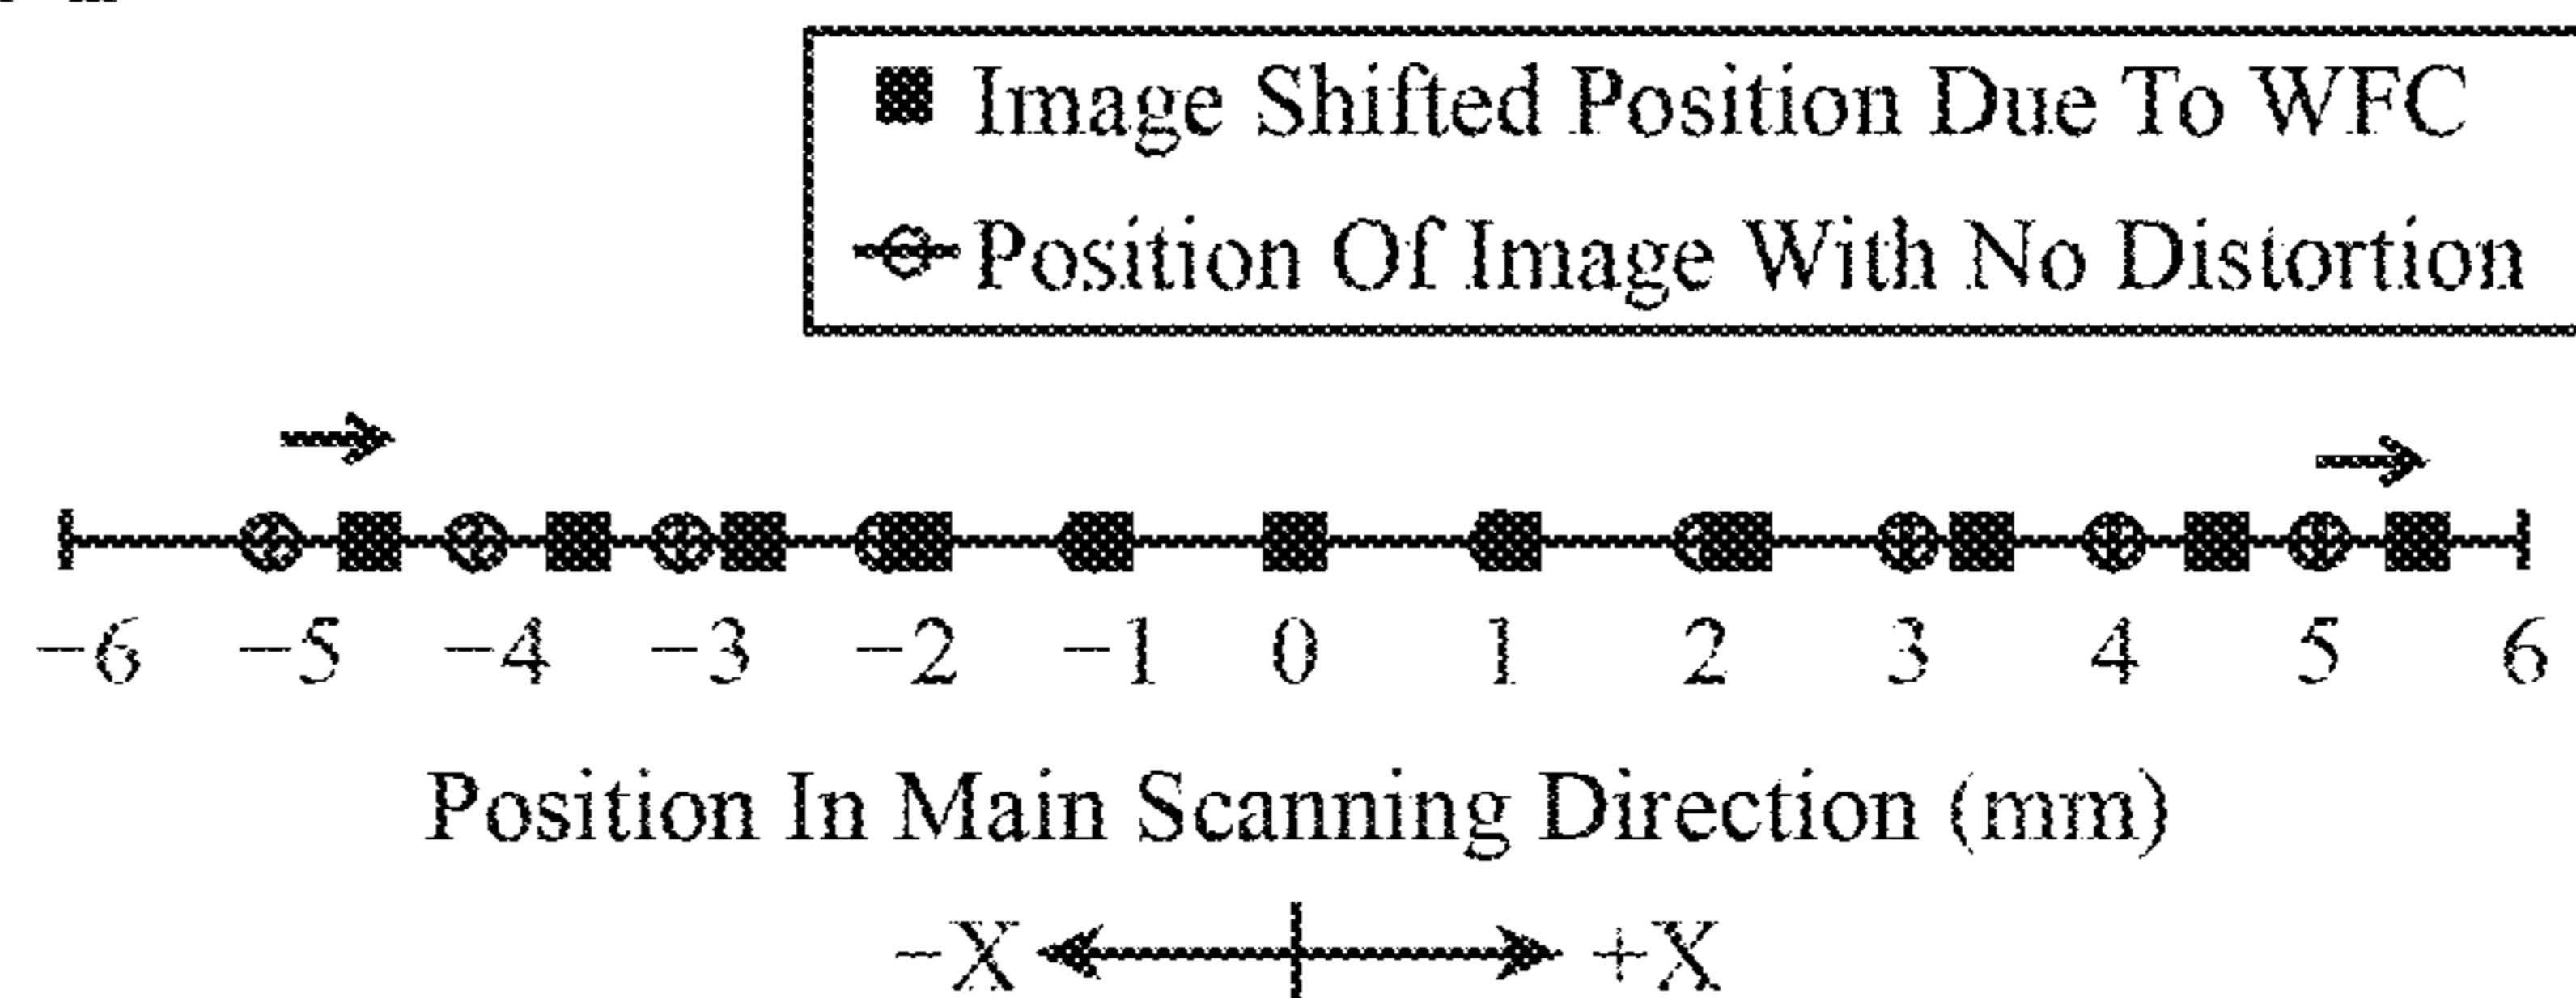 Image Shifted Position Due To WFC
Position Of Image With No Distortion
−6 −5 −4 −3 −2 −1 0 1 2 3 4 5 6
Position In Main Scanning Direction (mm)
−X +X